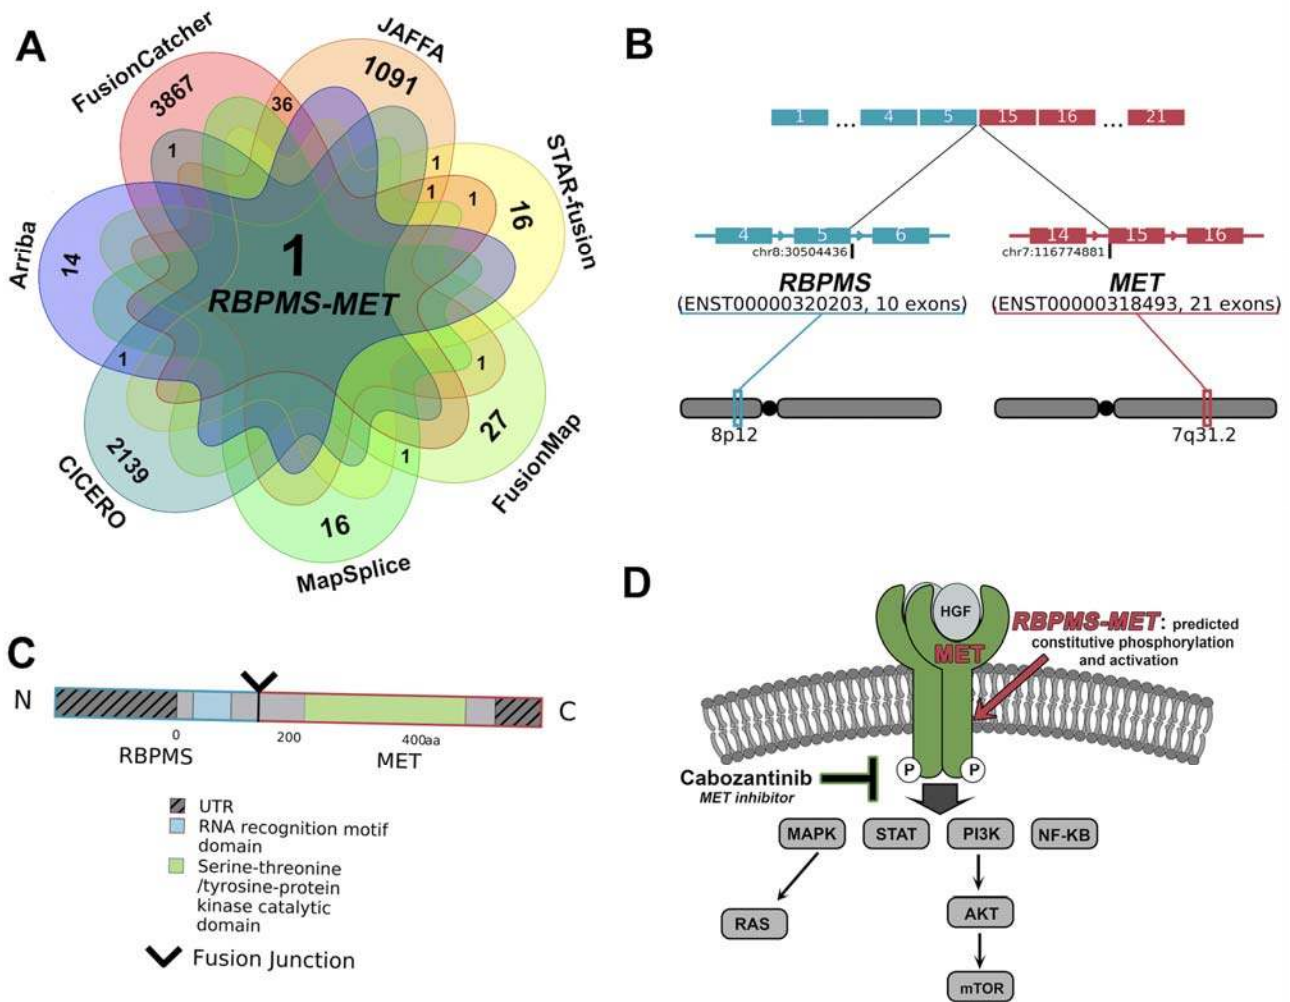 A
FusionCatcher
JAFFA
STAR-fusion
FusionMap
MapSplice
CICERO
Arriba
3867
36
1091
1
1
1
1
16
14
1
RBPMS-MET
1
1
27
1
2139
16
B
1
...
4
5
15
16
...
21
4
5
6
14
15
16
chr8:30504436
chr7:116774881
RBPMS
MET
(ENST00000320203, 10 exons)
(ENST00000318493, 21 exons)
8p12
7q31.2
C
N
C
0
200
400aa
RBPMS
MET
UTR
RNA recognition motif
domain
Serine-threonine
/tyrosine-protein
kinase catalytic
domain
Fusion Junction
D
HGF
MET
RBPMS-MET: predicted
constitutive phosphorylation
and activation
P
P
Cabozantinib
MET inhibitor
MAPK
STAT
PI3K
NF-KB
RAS
AKT
mTOR